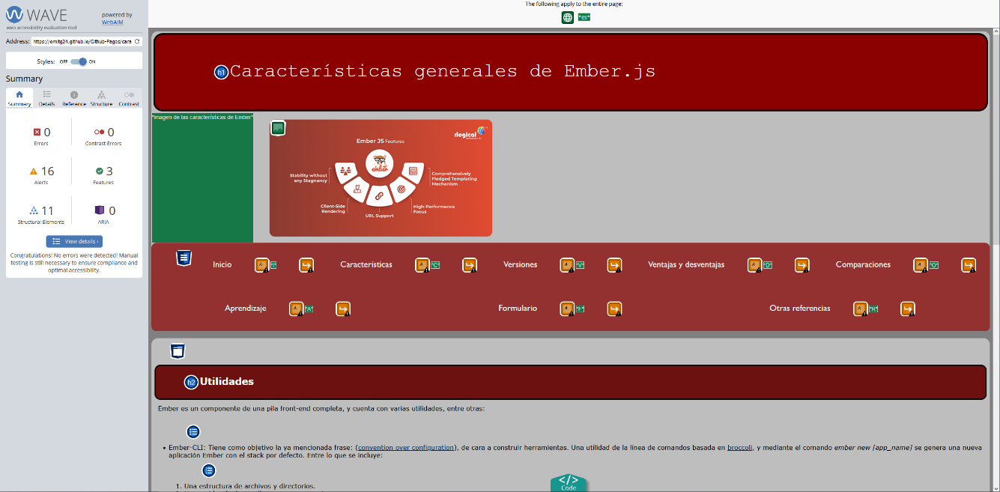 The following apply to the entire page:
*es*
WAVE
web accessibility evaluation tool
powered by
WebAIM
Address: https://omitg24.github.io/Github-Pages/cara
Styles: OFF ON
Summary
Summary Details Reference Structure Contrast
0 Errors
0 Contrast Errors
16 Alerts
3 Features
11 Structural Elements
0 ARIA
View details ›
Congratulations! No errors were detected! Manual
testing is still necessary to ensure compliance and
optimal accessibility.
h1 Características generales de Ember.js
*Imagen de las características de Ember*
Ember JS Features
rlogical
ember
Stability without
any Stagnancy
Client-Side
Rendering
URL Support
High-Performance
Focus
Comprehensively
Fledged Templating
Mechanism
Inicio *I* Características *C* Versiones *V* Ventajas y desventajas *D* Comparaciones *O*
Aprendizaje *A* Formulario *F* Otras referencias *R*
h2 Utilidades
Ember es un componente de una pila front-end completa, y cuenta con varias utilidades, entre otras:
• Ember-CLI: Tiene como objetivo la ya mencionada frase: (convention over configuration), de cara a construir herramientas. Una utilidad de la línea de comandos basada en broccoli, y mediante el comando ember new [app_name] se genera una nueva
aplicación Ember con el stack por defecto. Entre lo que se incluye:
1. Una estructura de archivos y directorios.
</> Code